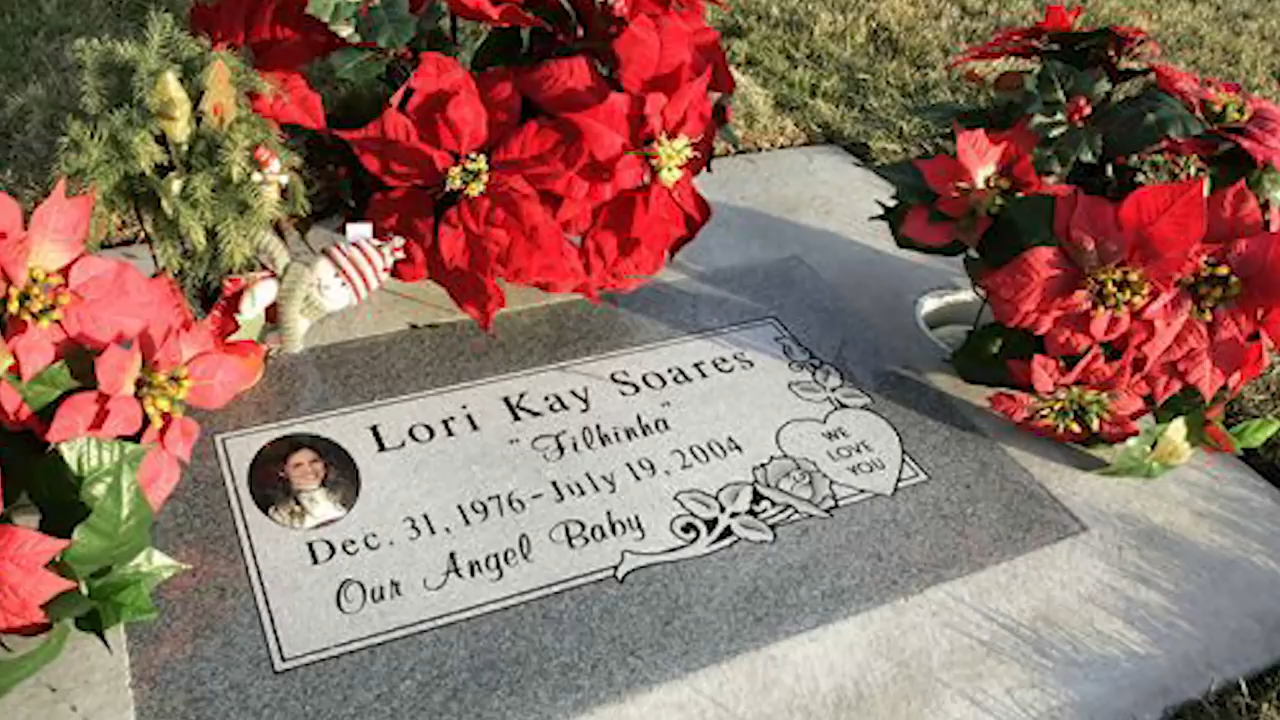 Lori Kay Soares
"Filhinha"
Dec. 31, 1976 - July 19, 2004
Our Angel Baby
WE
LOVE
YOU